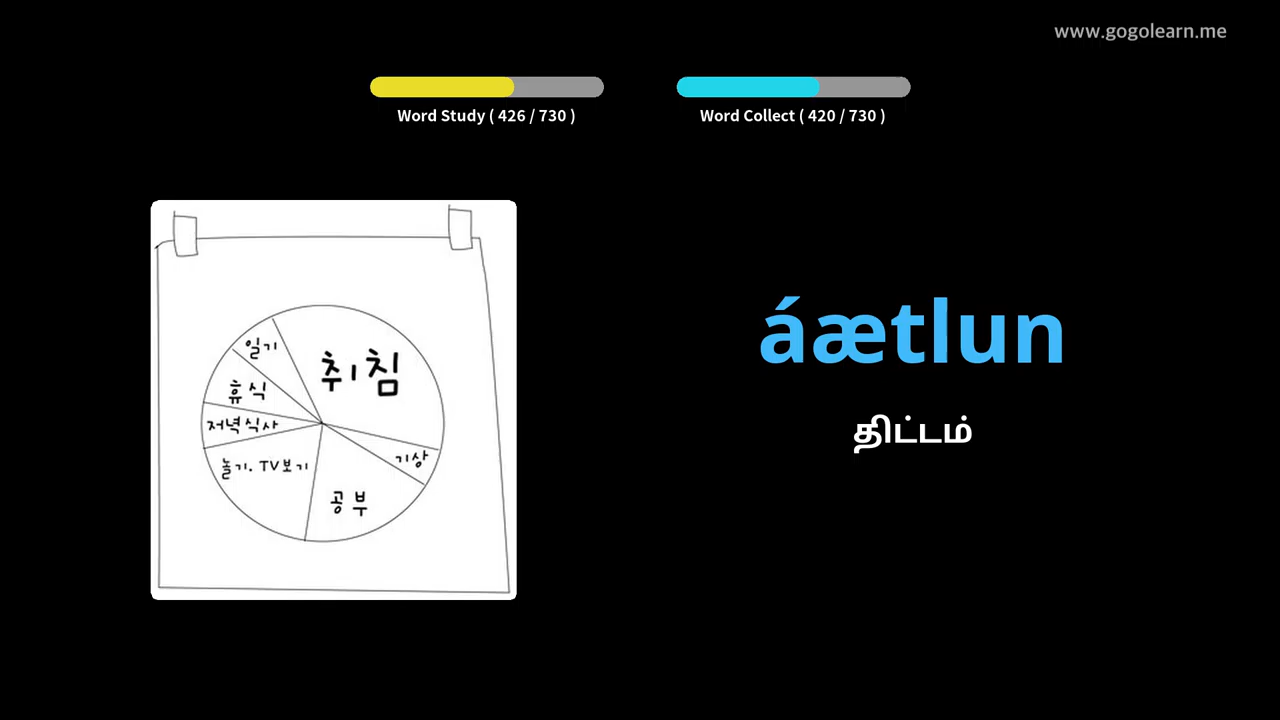 www.gogolearn.me
Word Study ( 426 / 730 )
Word Collect ( 420 / 730 )
일기
취침
휴식
저녁식사
놀기. TV보기
기상
공부
áætlun
திட்டம்